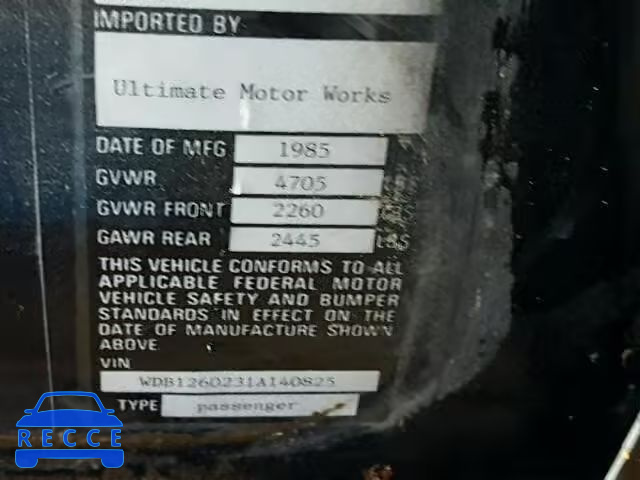 IMPORTED BY
Ultimate Motor Works
DATE OF MFG 1985
GVWR 4705
GVWR FRONT 2260
GAWR REAR 2445 LBS
THIS VEHICLE CONFORMS TO ALL
APPLICABLE FEDERAL MOTOR
VEHICLE SAFETY AND BUMPER
STANDARDS IN EFFECT ON THE
DATE OF MANUFACTURE SHOWN
ABOVE
VIN
WDB1260231A140825
TYPE passenger
RECCE